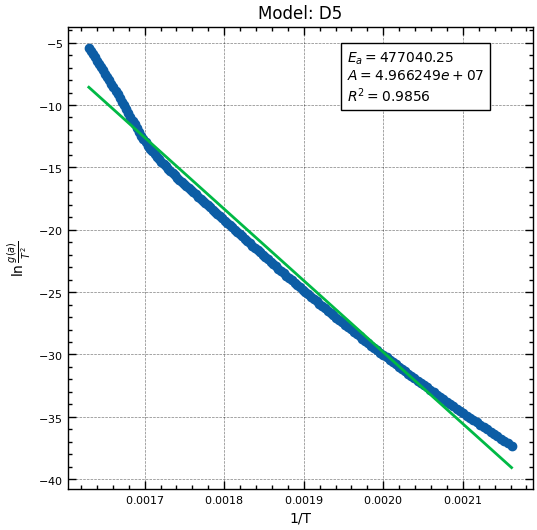 Model: D5
E_a = 477040.25
A = 4.966249e + 07
R² = 0.9856
ln g(a)/T²
−5
−10
−15
−20
−25
−30
−35
−40
0.0017 0.0018 0.0019 0.0020 0.0021
1/T